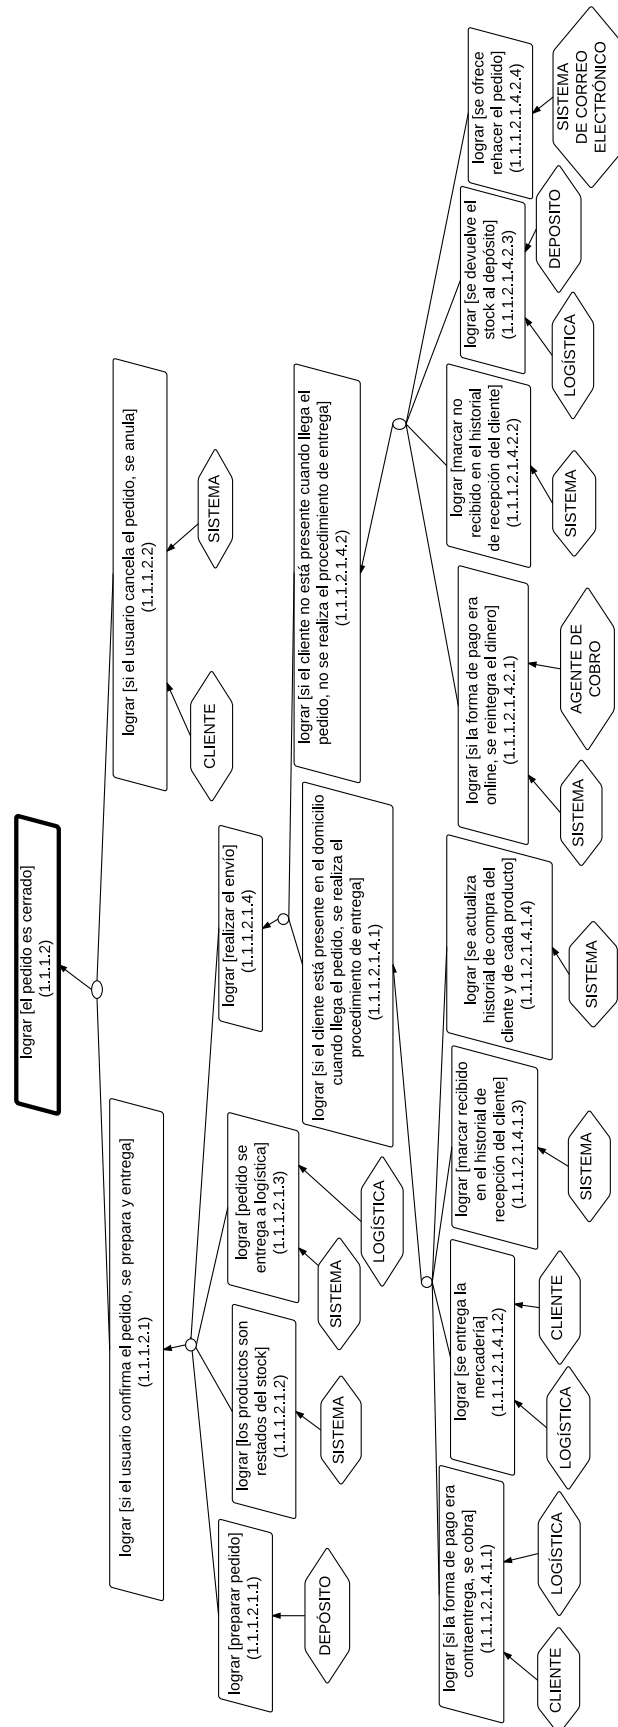 lograr [el pedido es cerrado]
(1.1.1.2)
lograr [si el usuario confirma el pedido, se prepara y entrega]
(1.1.1.2.1)
lograr [si el usuario cancela el pedido, se anula]
(1.1.1.2.2)
CLIENTE
SISTEMA
lograr [preparar pedido]
(1.1.1.2.1.1)
DEPÓSITO
lograr [los productos son
restados del stock]
(1.1.1.2.1.2)
SISTEMA
lograr [pedido se
entrega a logística]
(1.1.1.2.1.3)
SISTEMA
LOGÍSTICA
lograr [realizar el envío]
(1.1.1.2.1.4)
lograr [si el cliente está presente en el domicilio
cuando llega el pedido, se realiza el
procedimiento de entrega]
(1.1.1.2.1.4.1)
lograr [si el cliente no está presente cuando llega el
pedido, no se realiza el procedimiento de entrega]
(1.1.1.2.1.4.2)
lograr [si la forma de pago era
contraentrega, se cobra]
(1.1.1.2.1.4.1.1)
CLIENTE
LOGÍSTICA
lograr [se entrega la
mercadería]
(1.1.1.2.1.4.1.2)
LOGÍSTICA
CLIENTE
lograr [marcar recibido
en el historial de
recepción del cliente]
(1.1.1.2.1.4.1.3)
SISTEMA
lograr [se actualiza
historial de compra del
cliente y de cada producto]
(1.1.1.2.1.4.1.4)
SISTEMA
lograr [si la forma de pago era
online, se reintegra el dinero]
(1.1.1.2.1.4.2.1)
SISTEMA
AGENTE DE
COBRO
lograr [marcar no
recibido en el historial
de recepción del cliente]
(1.1.1.2.1.4.2.2)
SISTEMA
lograr [se devuelve el
stock al depósito]
(1.1.1.2.1.4.2.3)
LOGÍSTICA
DEPOSITO
lograr [se ofrece
rehacer el pedido]
(1.1.1.2.1.4.2.4)
SISTEMA
DE CORREO
ELECTRÓNICO